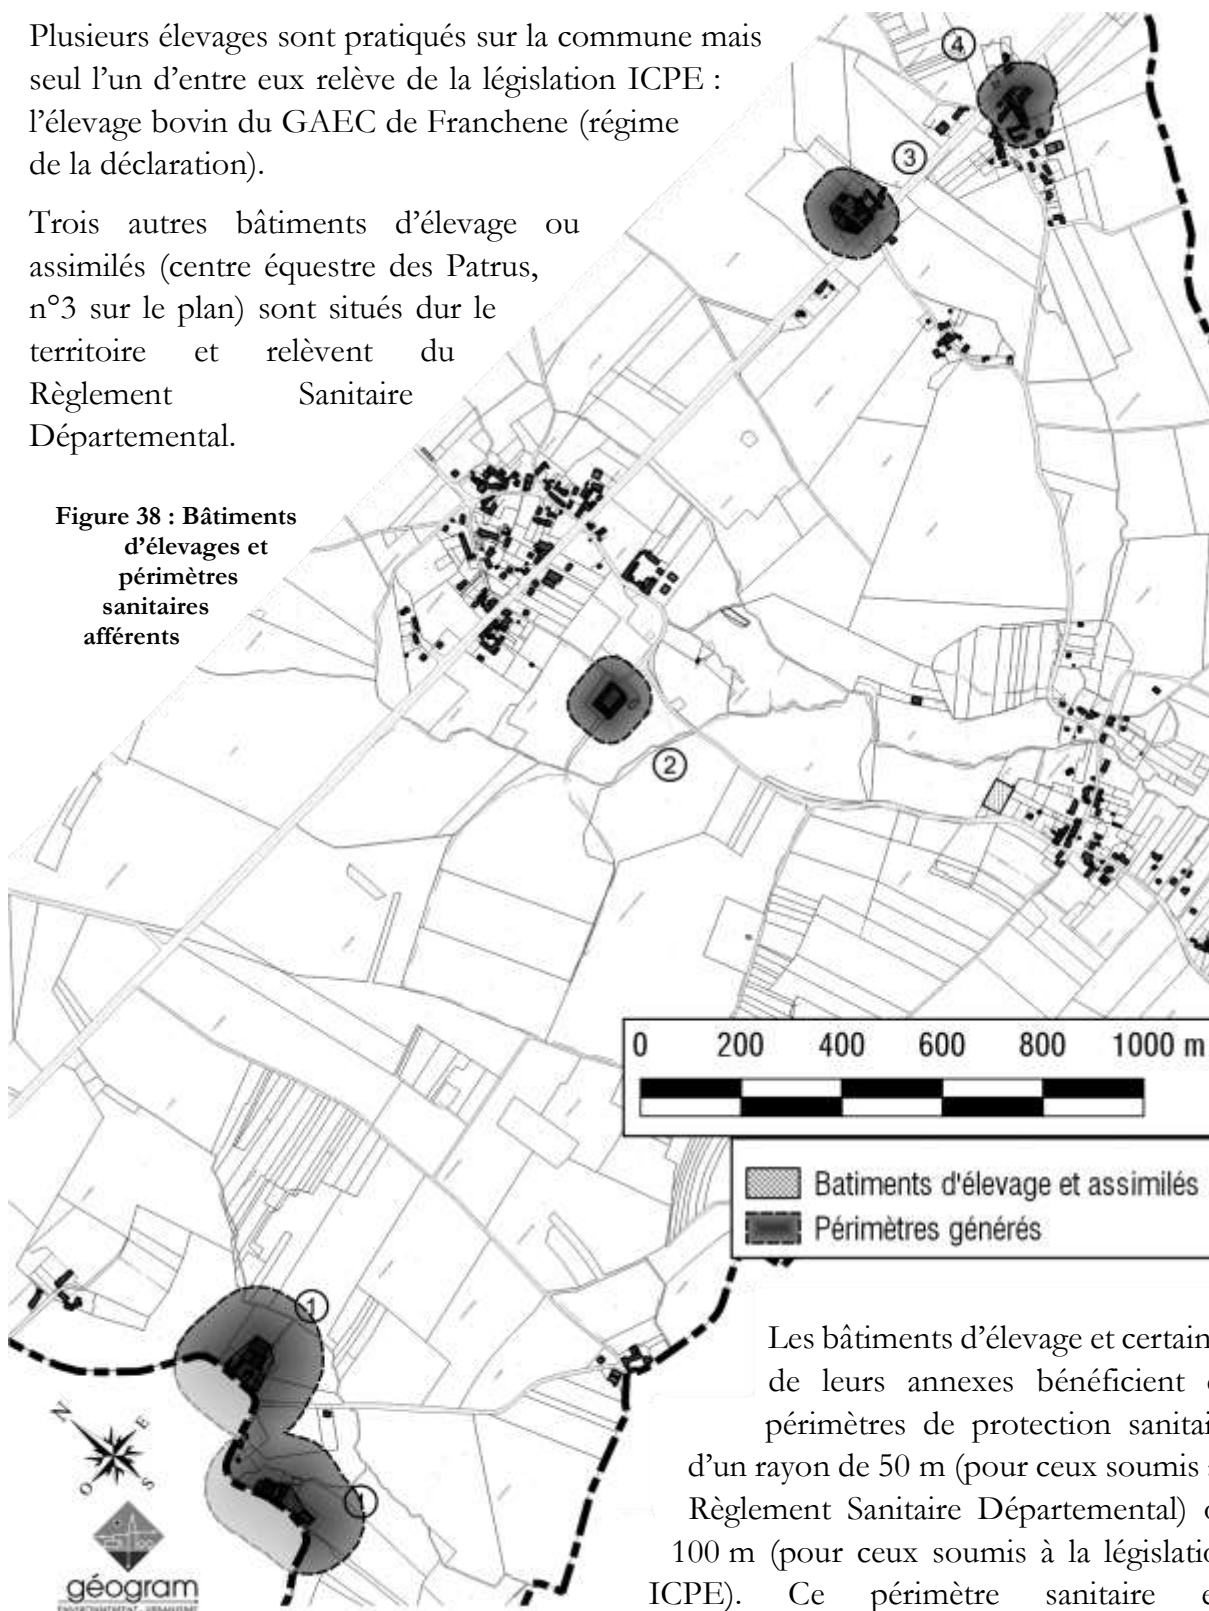 Plusieurs élevages sont pratiqués sur la commune mais
seul l’un d’entre eux relève de la législation ICPE :
l’élevage bovin du GAEC de Franchene (régime
de la déclaration).
Trois autres bâtiments d’élevage ou
assimilés (centre équestre des Patrus,
n°3 sur le plan) sont situés dur le
territoire et relèvent du
Règlement Sanitaire
Départemental.
Figure 38 : Bâtiments
d’élevages et
périmètres
sanitaires
afférents
4
3
2
0 200 400 600 800 1000 m
Batiments d'élevage et assimilés
Périmètres générés
1
1
N E
O S
géogram
ENVIRONNEMENT - URBANISME
Les bâtiments d’élevage et certain
de leurs annexes bénéficient
périmètres de protection sanitai
d’un rayon de 50 m (pour ceux soumis
Règlement Sanitaire Départemental)
100 m (pour ceux soumis à la législatio
ICPE). Ce périmètre sanitaire